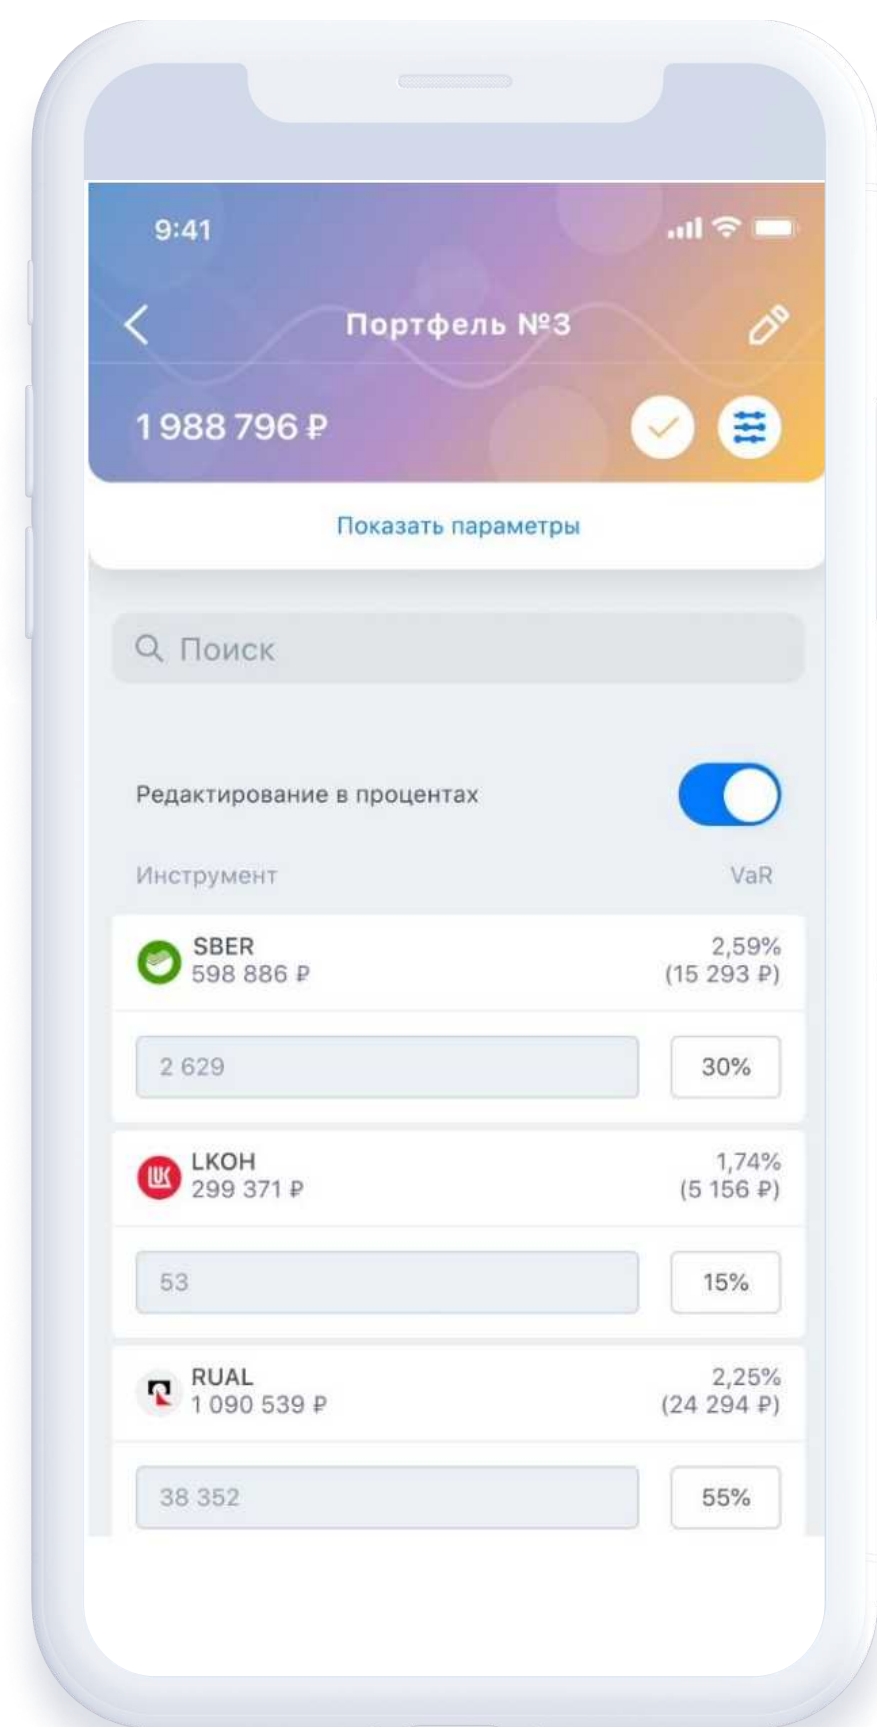 9:41
Портфель №3
1 988 796 ₽
Показать параметры
Поиск
Редактирование в процентах
Инструмент VaR
SBER 2,59%
598 886 ₽ (15 293 ₽)
2 629 30%
LKOH 1,74%
299 371 ₽ (5 156 ₽)
53 15%
RUAL 2,25%
1 090 539 ₽ (24 294 ₽)
38 352 55%